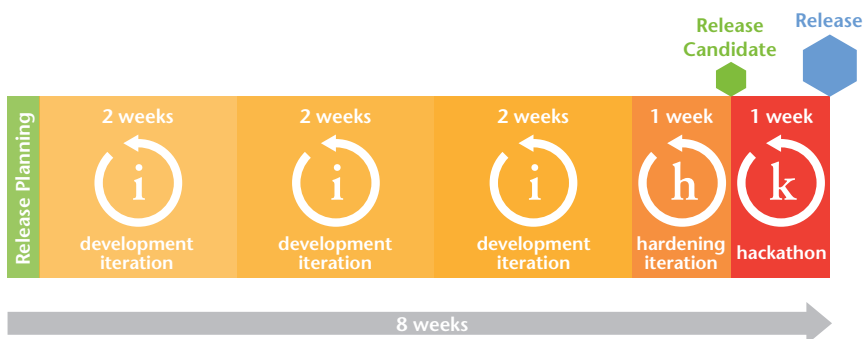 Release
Candidate
Release
Release Planning
2 weeks
i
development
iteration
2 weeks
i
development
iteration
2 weeks
i
development
iteration
1 week
h
hardening
iteration
1 week
k
hackathon
8 weeks